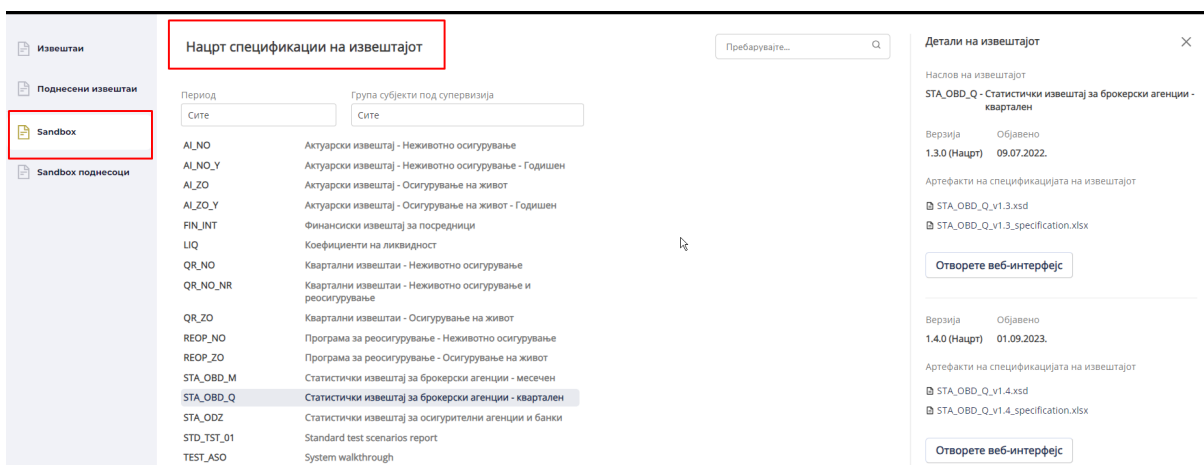 Извештаи
Поднесени извештаи
Sandbox
Sandbox поднесоци
Нацрт спецификации на извештајот
Пребарувајте...
Период
Група субјекти под супервизија
Сите
Сите
AI_NO Актуарски извештај - Неживотно осигурување
AI_NO_Y Актуарски извештај - Неживотно осигурување - Годишен
AI_ZO Актуарски извештај - Осигурување на живот
AI_ZO_Y Актуарски извештај - Осигурување на живот - Годишен
FIN_INT Финансиски извештај за посредници
LIQ Коефициенти на ликвидност
QR_NO Квартални извештаи - Неживотно осигурување
QR_NO_NR Квартални извештаи - Неживотно осигурување и
реосигурување
QR_ZO Квартални извештаи - Осигурување на живот
REOP_NO Програма за реосигурување - Неживотно осигурување
REOP_ZO Програма за реосигурување - Осигурување на живот
STA_OBD_M Статистички извештај за брокерски агенции - месечен
STA_OBD_Q Статистички извештај за брокерски агенции - квартален
STA_ODZ Статистички извештај за осигурителни агенции и банки
STD_TST_01 Standard test scenarios report
TEST_ASO System walkthrough
Детали на извештајот
Наслов на извештајот
STA_OBD_Q - Статистички извештај за брокерски агенции -
квартален
Верзија Објавено
1.3.0 (Нацрт) 09.07.2022.
Артефакти на спецификацијата на извештајот
STA_OBD_Q_v1.3.xsd
STA_OBD_Q_v1.3_specification.xlsx
Отворете веб-интерфејс
Верзија Објавено
1.4.0 (Нацрт) 01.09.2023.
Артефакти на спецификацијата на извештајот
STA_OBD_Q_v1.4.xsd
STA_OBD_Q_v1.4_specification.xlsx
Отворете веб-интерфејс